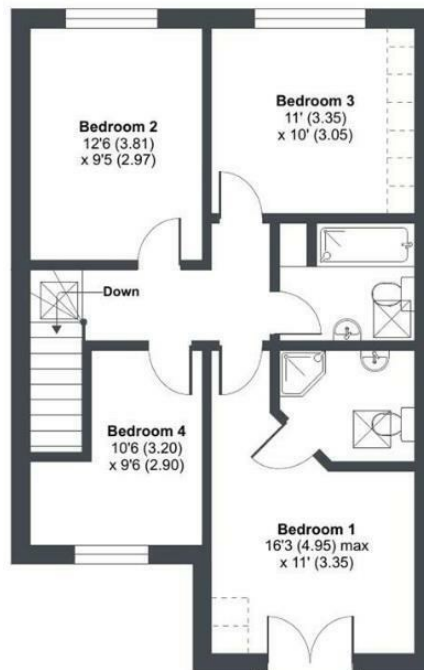 Bedroom 2
12'6 (3.81)
x 9'5 (2.97)
Bedroom 3
11' (3.35)
x 10' (3.05)
Down
Bedroom 4
10'6 (3.20)
x 9'6 (2.90)
Bedroom 1
16'3 (4.95) max
x 11' (3.35)